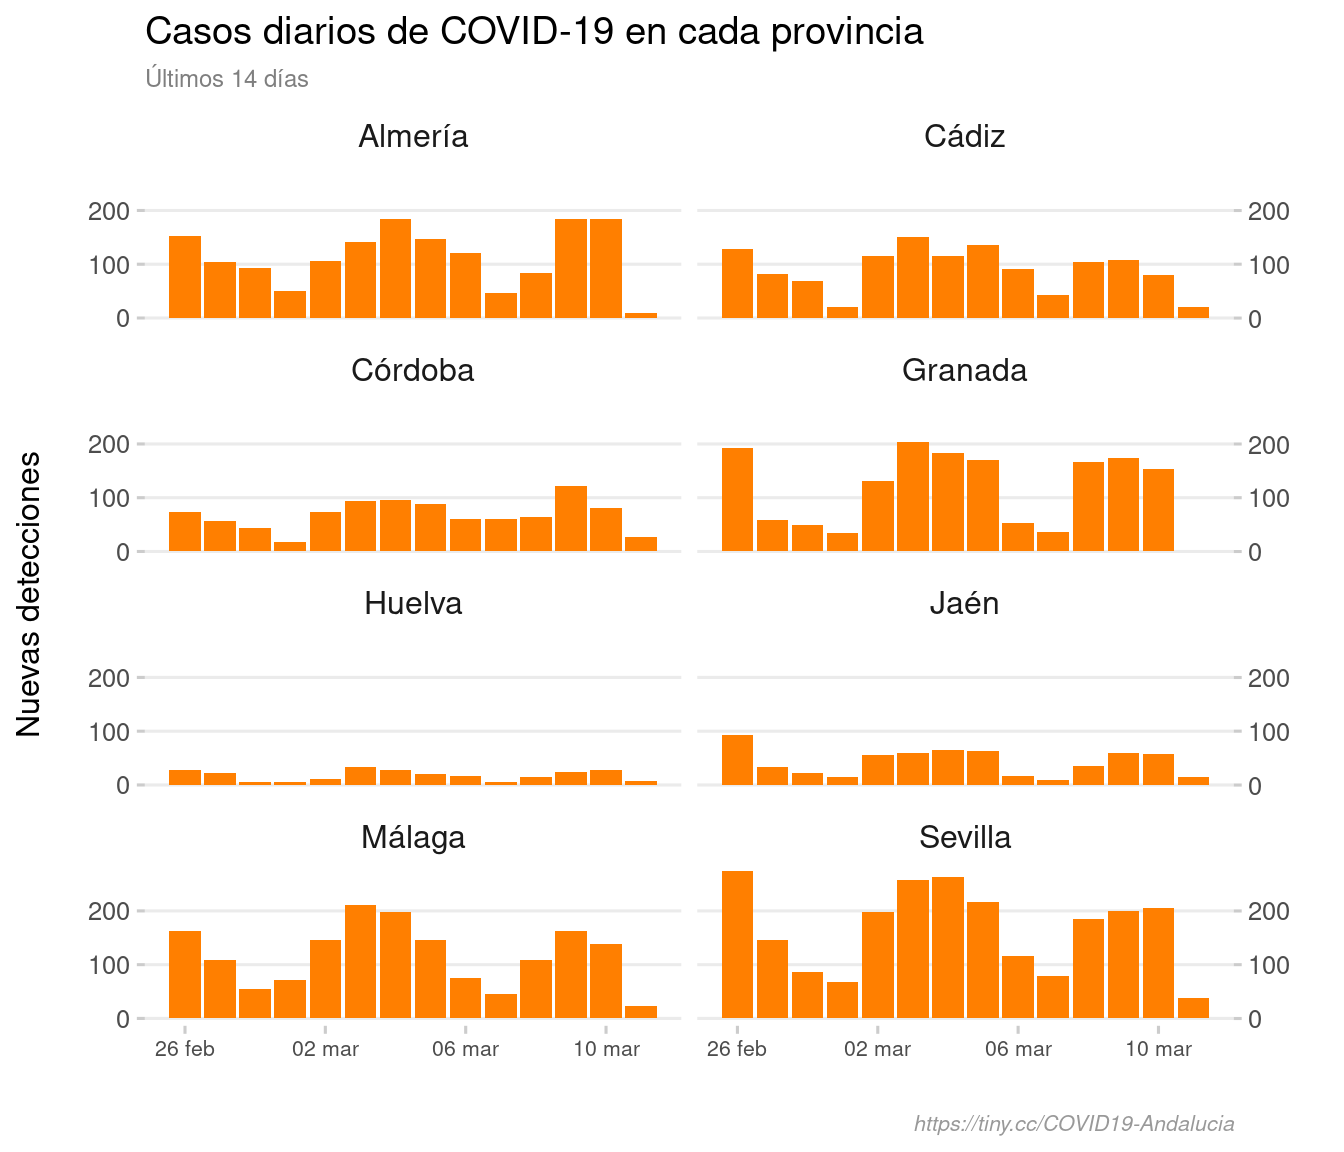 Casos diarios de COVID-19 en cada provincia
Últimos 14 días
Nuevas detecciones
Almería
Cádiz
200
100
0
200
100
0
Córdoba
Granada
200
100
0
200
100
0
Huelva
Jaén
200
100
0
200
100
0
Málaga
Sevilla
200
100
0
200
100
0
26 feb 02 mar 06 mar 10 mar
26 feb 02 mar 06 mar 10 mar
https://tiny.cc/COVID19-Andalucia